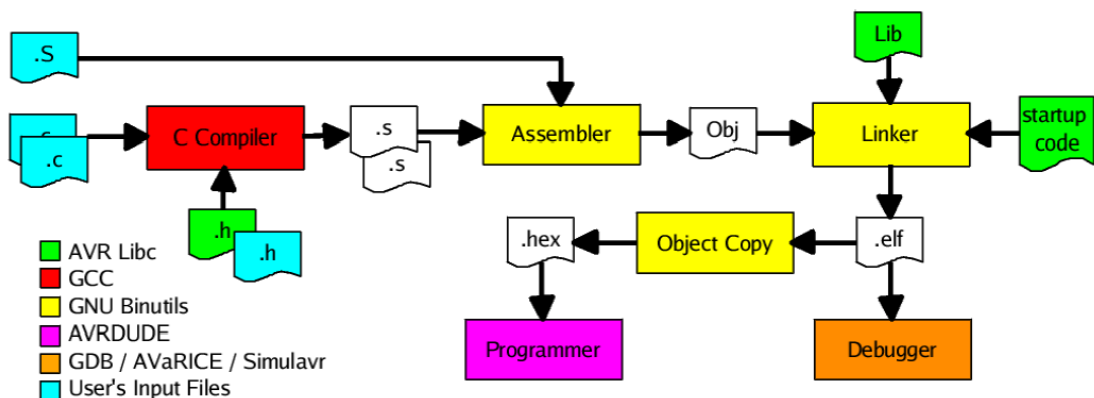 .S
Lib
.c
.c
C Compiler
.s
.s
Assembler
Obj
Linker
startup
code
.h
.h
.hex
Object Copy
.elf
Programmer
Debugger
AVR Libc
GCC
GNU Binutils
AVRDUDE
GDB / AVaRICE / Simulavr
User's Input Files